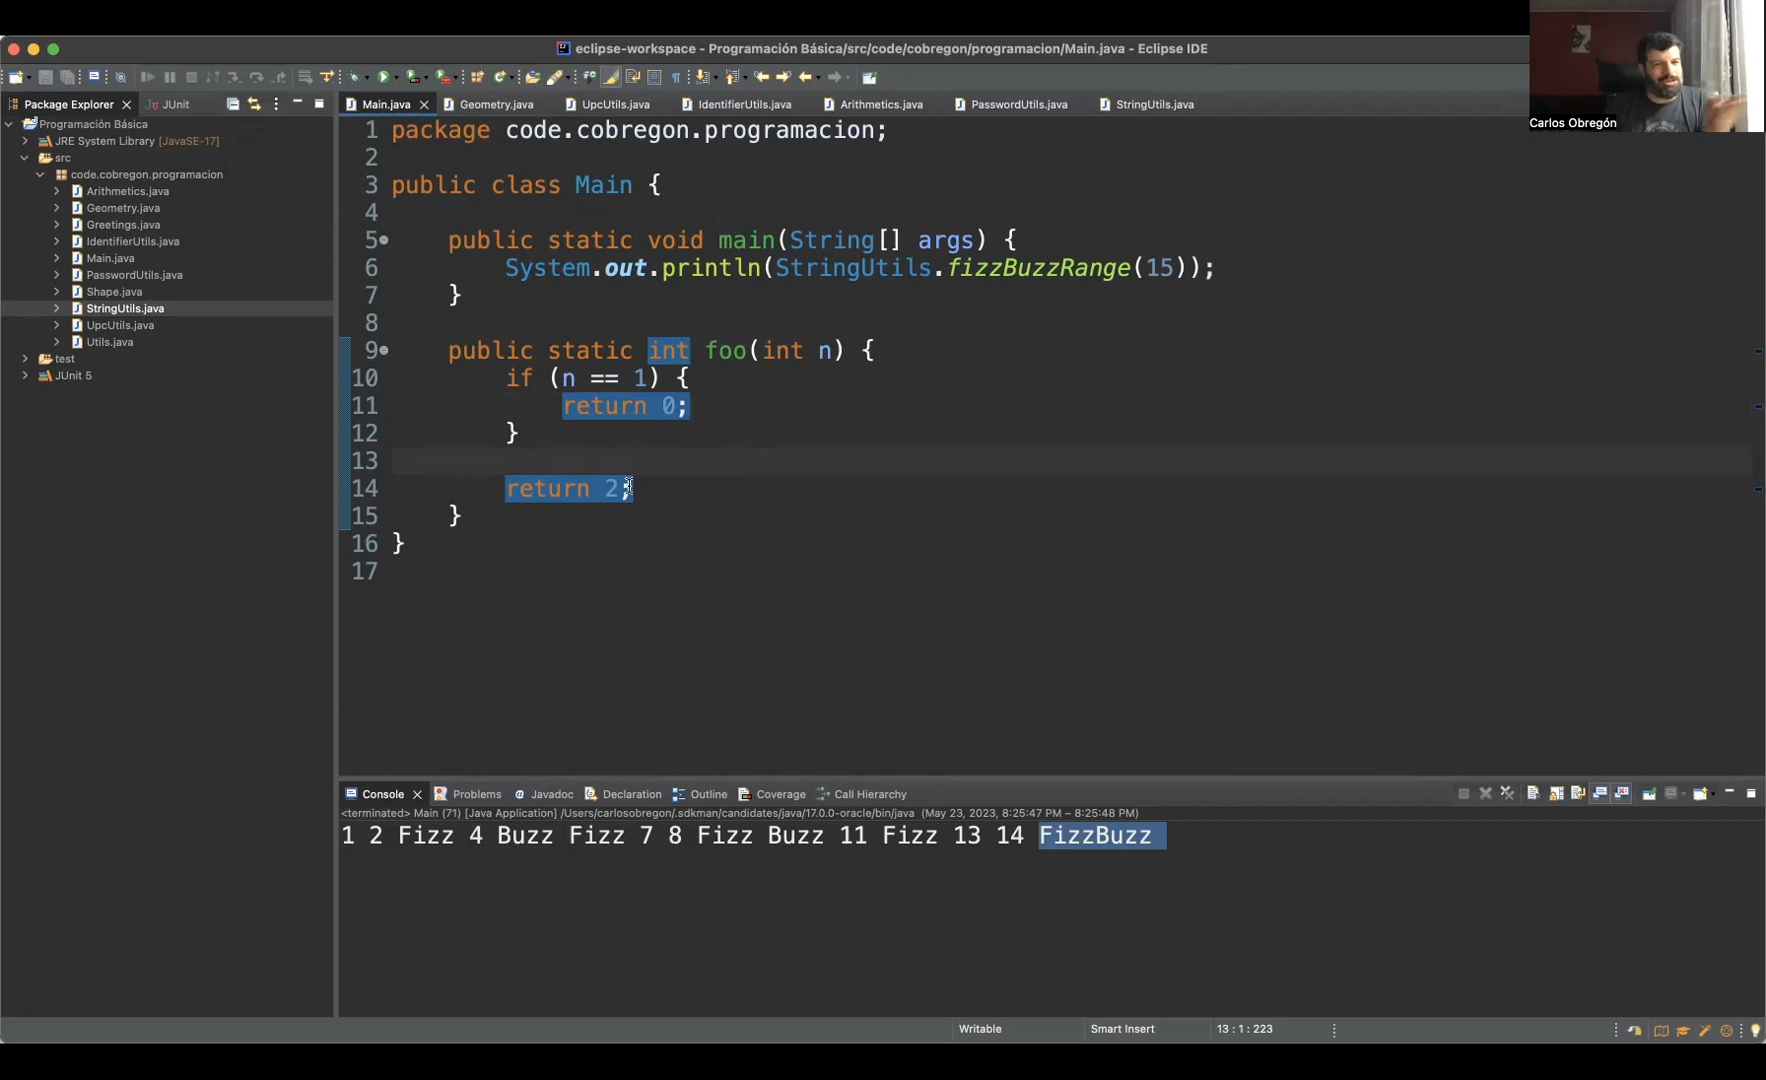 eclipse-workspace - Programación Básica/src/code/cobregon/programacion/Main.java - Eclipse IDE
Carlos Obregón
Package Explorer
JUnit
Main.java
Geometry.java
UpcUtils.java
IdentifierUtils.java
Arithmetics.java
PasswordUtils.java
StringUtils.java
Programación Básica
JRE System Library [JavaSE-17]
src
code.cobregon.programacion
Arithmetics.java
Geometry.java
Greetings.java
IdentifierUtils.java
Main.java
PasswordUtils.java
Shape.java
StringUtils.java
UpcUtils.java
Utils.java
test
JUnit 5
1 package code.cobregon.programacion;
2
3 public class Main {
4
5 public static void main(String[] args) {
6 System.out.println(StringUtils.fizzBuzzRange(15));
7 }
8
9 public static int foo(int n) {
10 if (n == 1) {
11 return 0;
12 }
13
14 return 2;
15 }
16 }
17
Console
Problems
Javadoc
Declaration
Outline
Coverage
Call Hierarchy
<terminated> Main (71) [Java Application] /Users/carlosobregon/.sdkman/candidates/java/17.0.0-oracle/bin/java (May 23, 2023, 8:25:47 PM – 8:25:48 PM)
1 2 Fizz 4 Buzz Fizz 7 8 Fizz Buzz 11 Fizz 13 14 FizzBuzz
Writable
Smart Insert
13 : 1 : 223